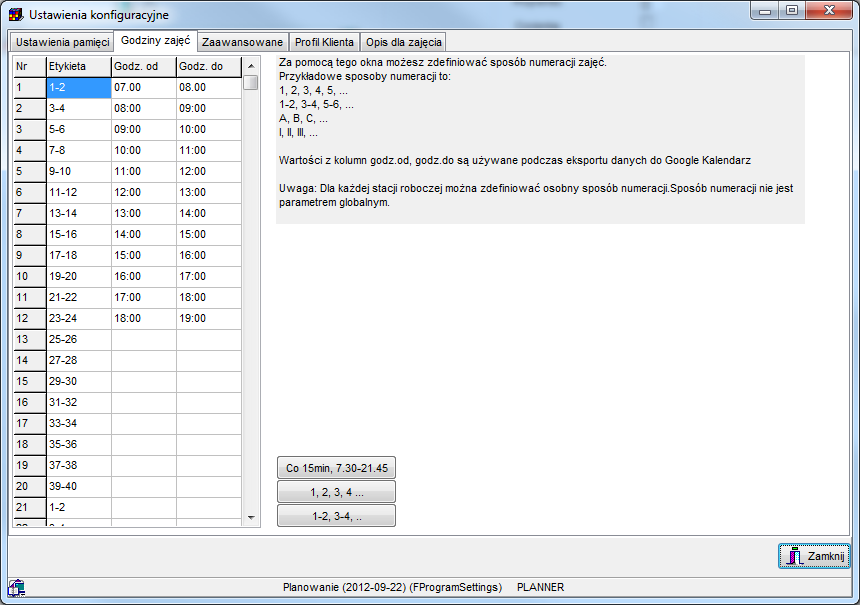 Ustawienia konfiguracyjne
Ustawienia pamięci Godziny zajęć Zaawansowane Profil Klienta Opis dla zajęcia
Nr Etykieta Godz. od Godz. do
1 1-2 07.00 08.00
2 3-4 08:00 09:00
3 5-6 09:00 10:00
4 7-8 10:00 11:00
5 9-10 11:00 12:00
6 11-12 12:00 13:00
7 13-14 13:00 14:00
8 15-16 14:00 15:00
9 17-18 15:00 16:00
10 19-20 16:00 17:00
11 21-22 17:00 18:00
12 23-24 18:00 19:00
13 25-26
14 27-28
15 29-30
16 31-32
17 33-34
18 35-36
19 37-38
20 39-40
21 1-2
Za pomocą tego okna możesz zdefiniować sposób numeracji zajęć.
Przykładowe sposoby numeracji to:
1, 2, 3, 4, 5, ...
1-2, 3-4, 5-6, ...
A, B, C, ...
I, II, III, ...
Wartości z kolumn godz.od, godz.do są używane podczas eksportu danych do Google Kalendarz
Uwaga: Dla każdej stacji roboczej można zdefiniować osobny sposób numeracji.Sposób numeracji nie jest
parametrem globalnym.
Co 15min, 7.30-21.45
1, 2, 3, 4 ...
1-2, 3-4, ..
Zamknij
Planowanie (2012-09-22) (FProgramSettings) PLANNER